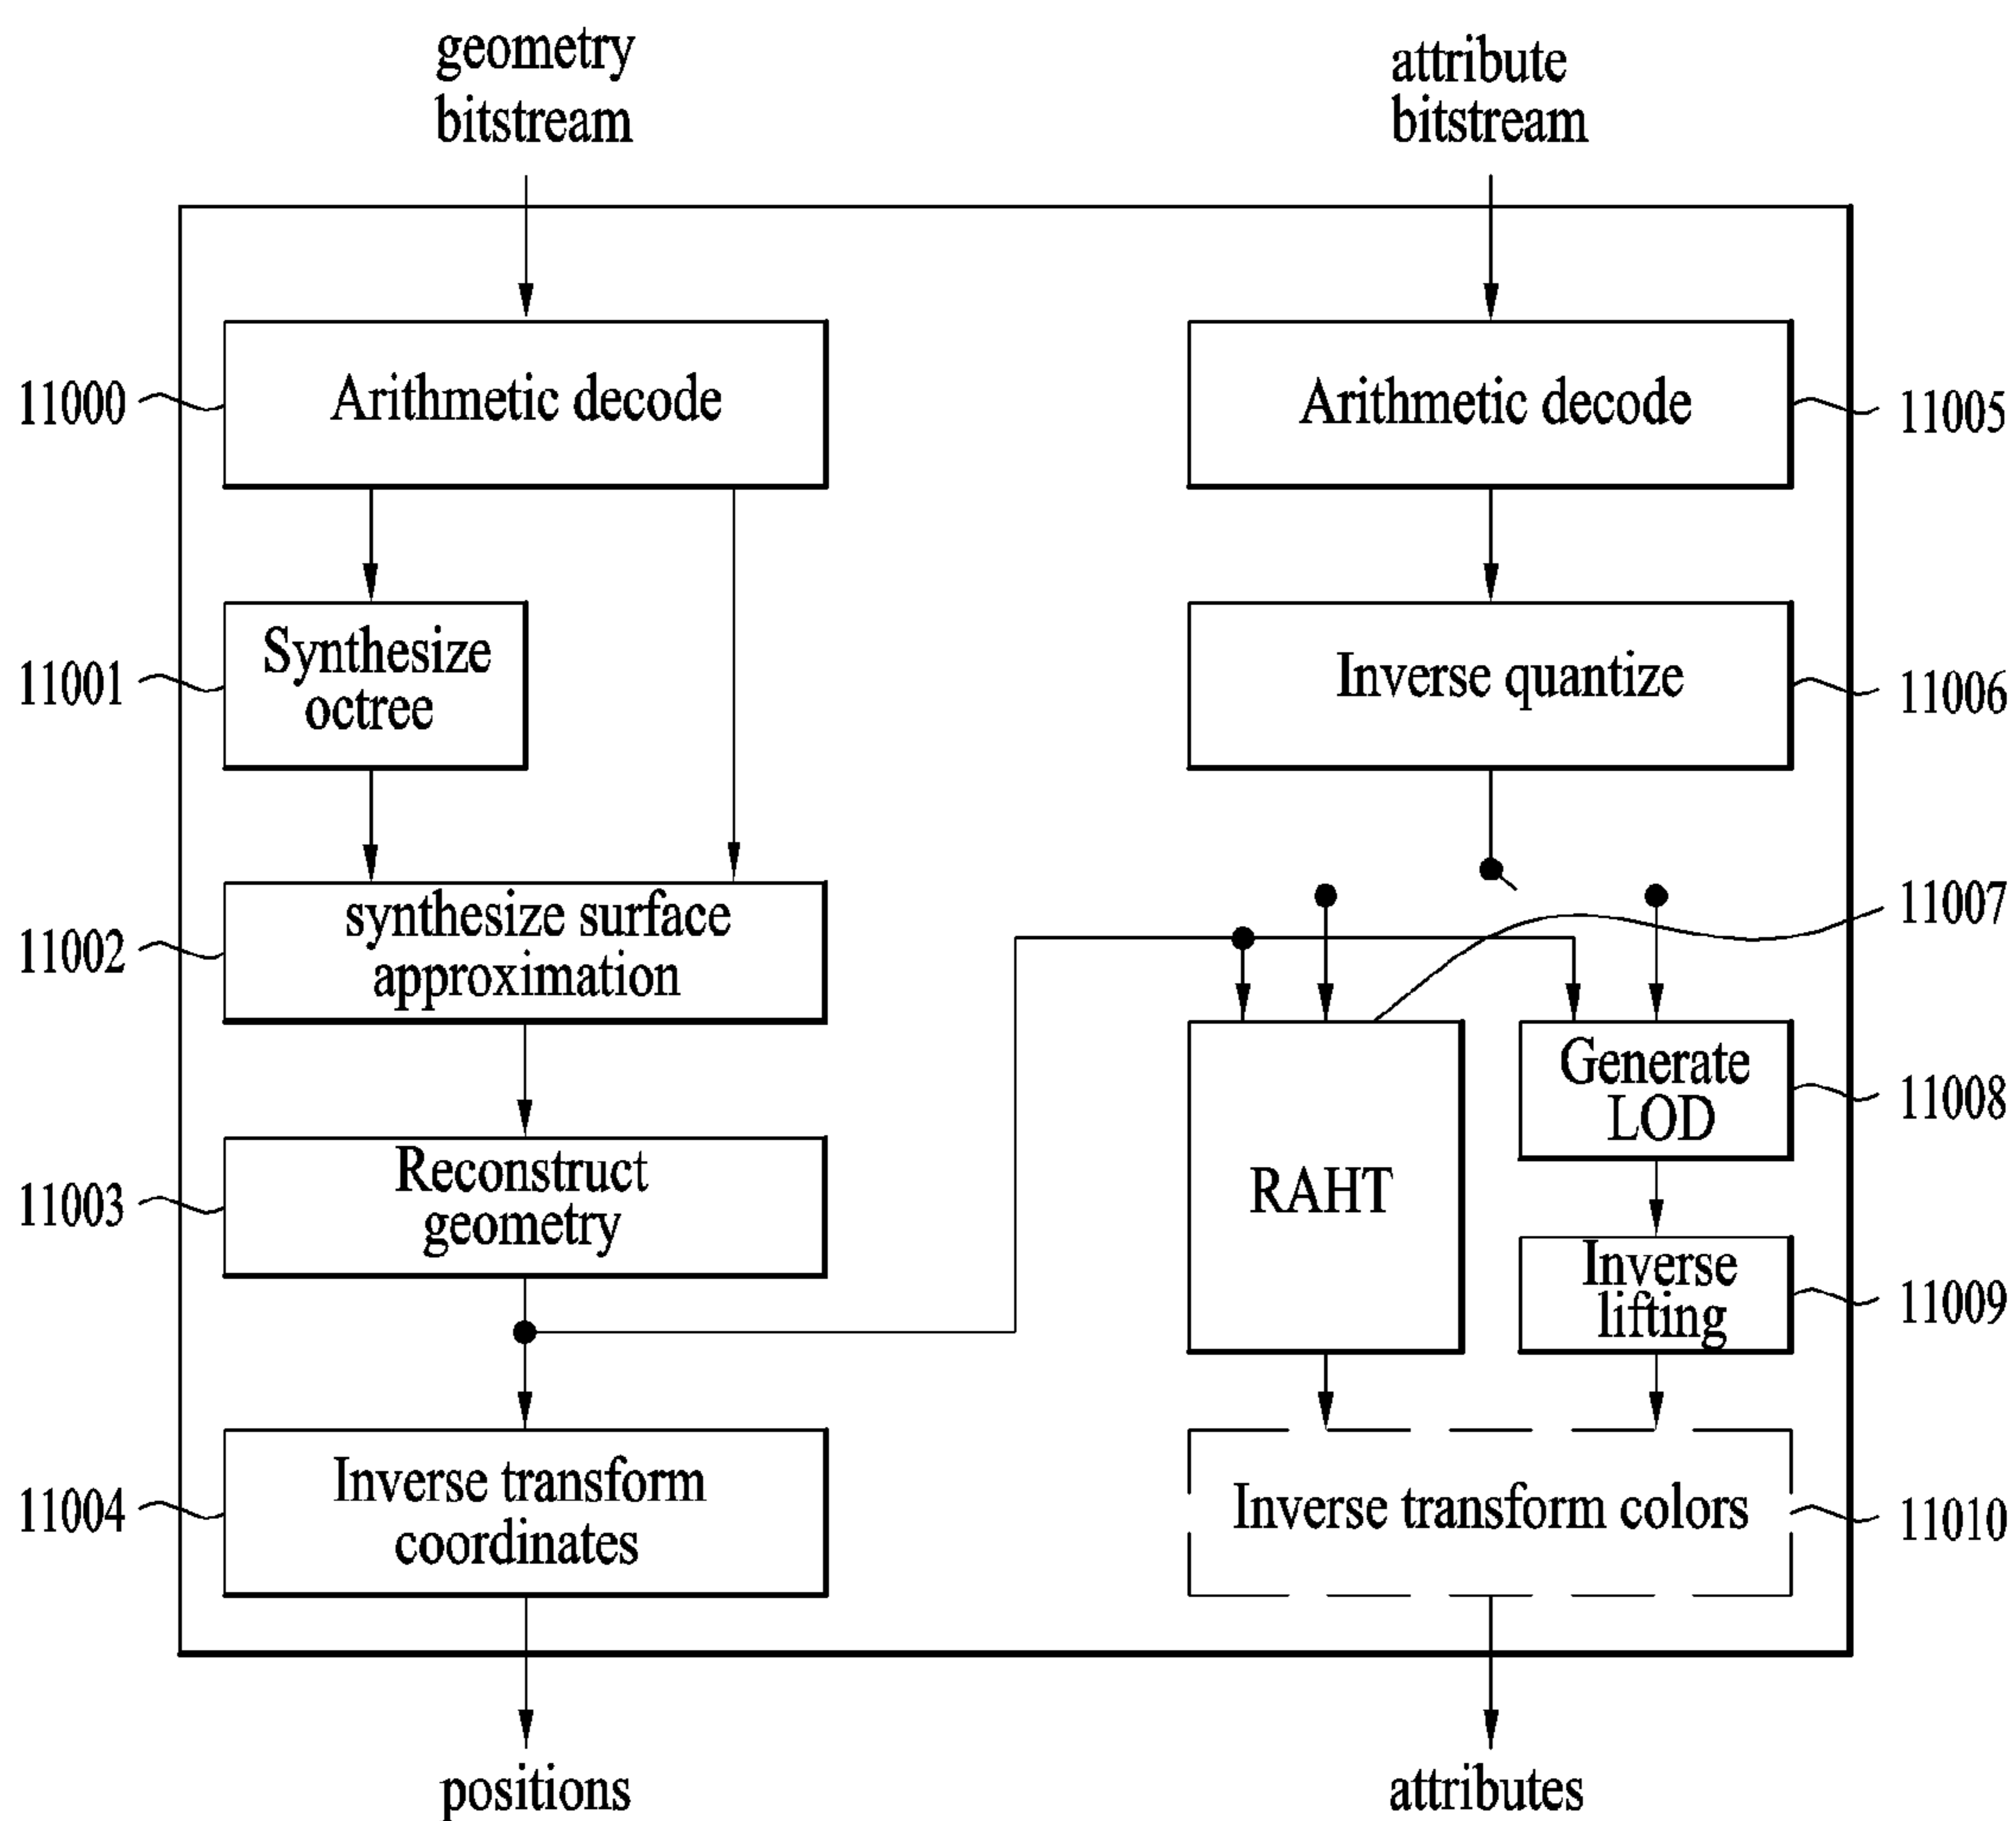 geometry
bitstream
attribute
bitstream
11000
Arithmetic decode
Arithmetic decode
11005
11001
Synthesize
octree
Inverse quantize
11006
11002
synthesize surface
approximation
11007
11003
Reconstruct
geometry
RAHT
Generate
LOD
11008
Inverse
lifting
11009
11004
Inverse transform
coordinates
Inverse transform colors
11010
positions
attributes